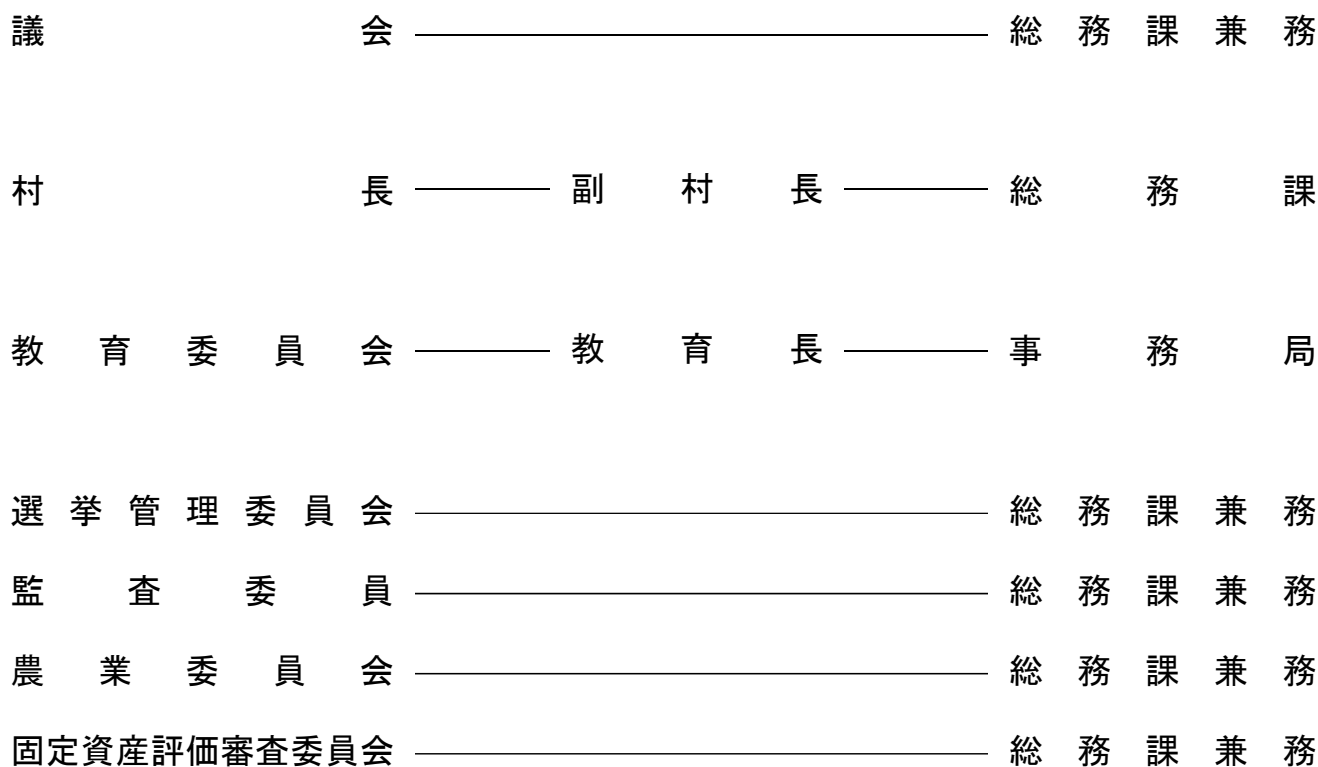 議会 総務課兼務
村長 副村長 総務課
教育委員会 教育長 事務局
選挙管理委員会 総務課兼務
監査委員 総務課兼務
農業委員会 総務課兼務
固定資産評価審査委員会 総務課兼務